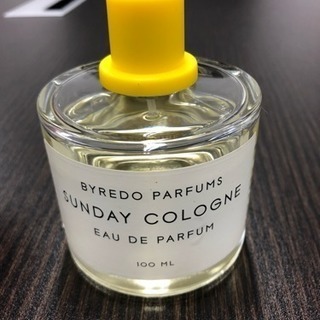 BYREDO PARFUMS
SUNDAY COLOGNE
EAU DE PARFUM
100 ML